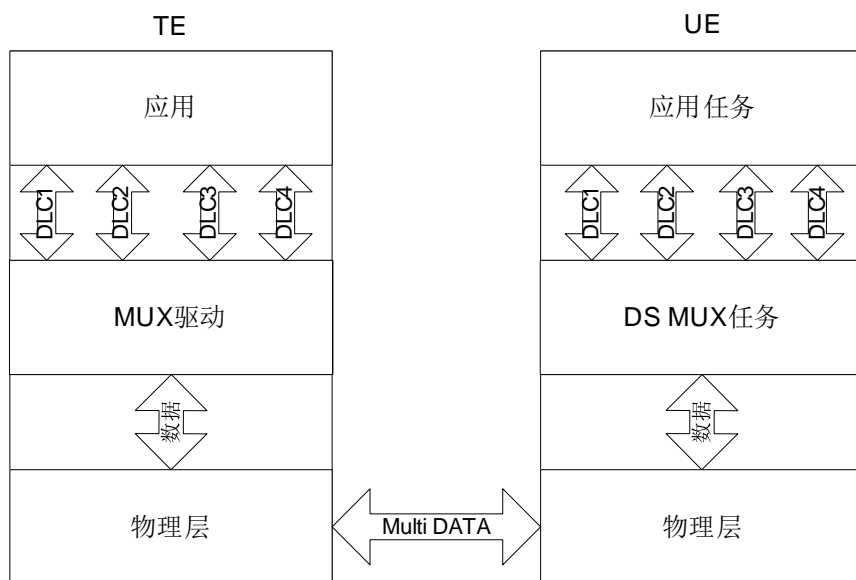 TE
UE
应用
应用任务
DLC1
DLC2
DLC3
DLC4
DLC1
DLC2
DLC3
DLC4
MUX驱动
DS MUX任务
数据
数据
物理层
Multi DATA
物理层